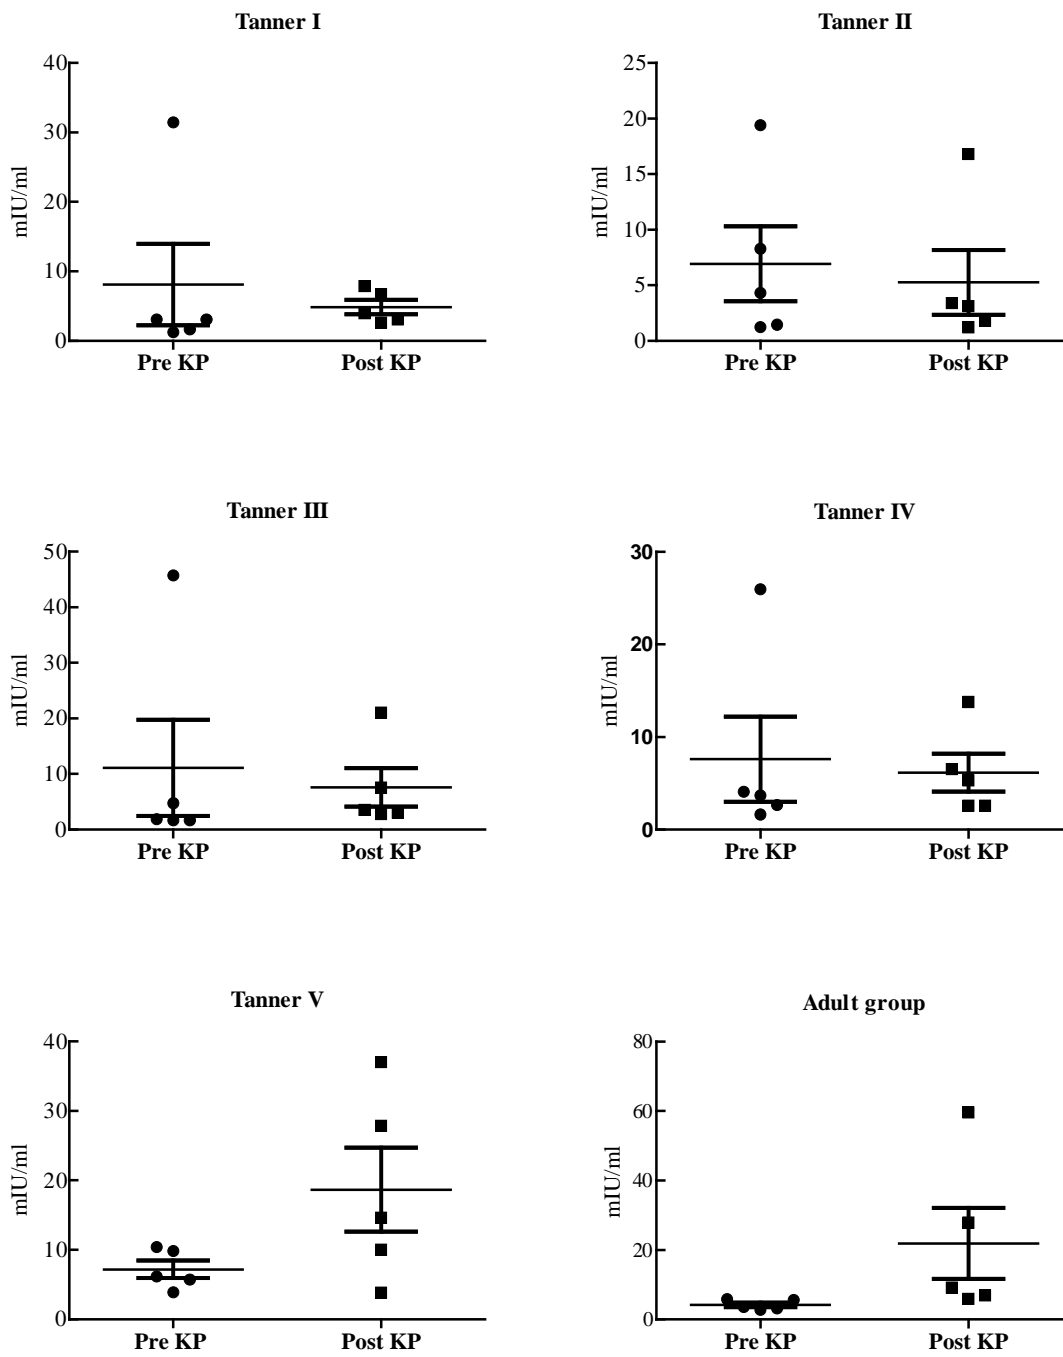 Tanner I
40
30
20
10
0
mIU/ml
Pre KP
Post KP
Tanner II
25
20
15
10
5
0
mIU/ml
Pre KP
Post KP
Tanner III
50
40
30
20
10
0
mIU/ml
Pre KP
Post KP
Tanner IV
30
20
10
0
mIU/ml
Pre KP
Post KP
Tanner V
40
30
20
10
0
mIU/ml
Pre KP
Post KP
Adult group
80
60
40
20
0
mIU/ml
Pre KP
Post KP